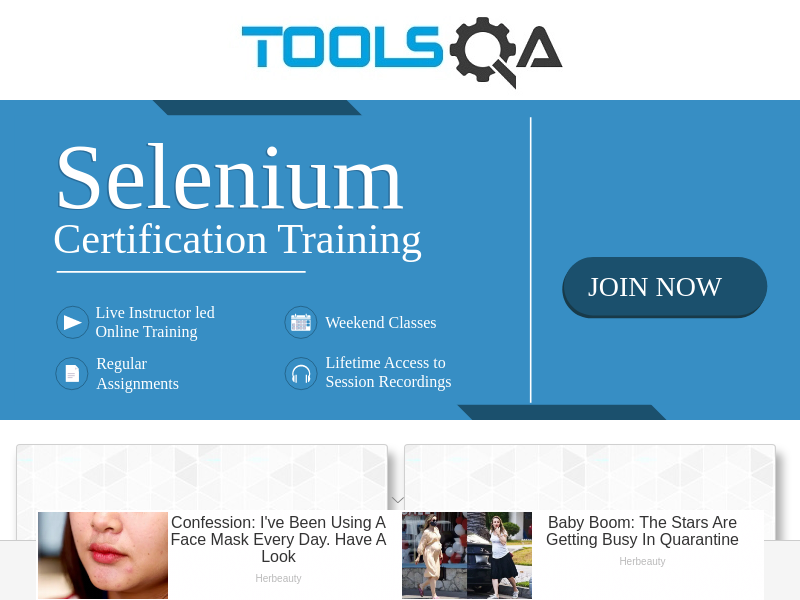 TOOLSQA
Selenium
Certification Training
JOIN NOW
Live Instructor led
Online Training
Weekend Classes
Regular
Assignments
Lifetime Access to
Session Recordings
Confession: I've Been Using A
Face Mask Every Day. Have A
Look
Herbeauty
Baby Boom: The Stars Are
Getting Busy In Quarantine
Herbeauty